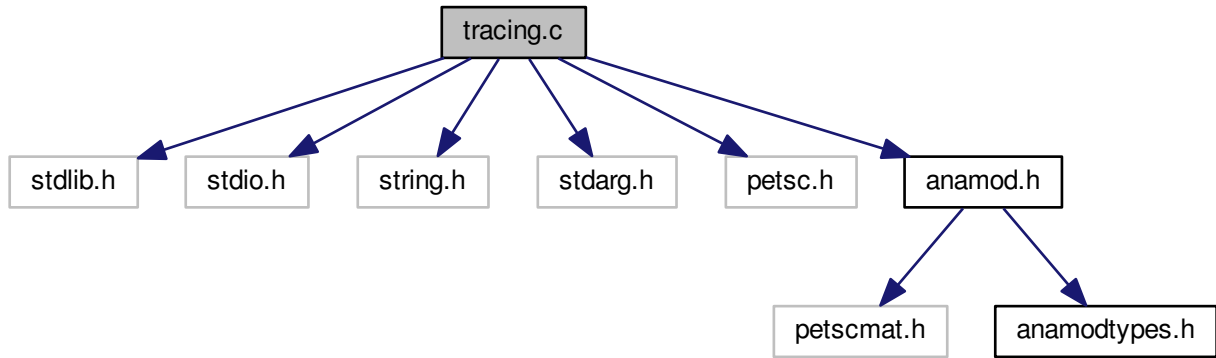 tracing.c
stdlib.h
stdio.h
string.h
stdarg.h
petsc.h
anamod.h
petscmat.h
anamodtypes.h